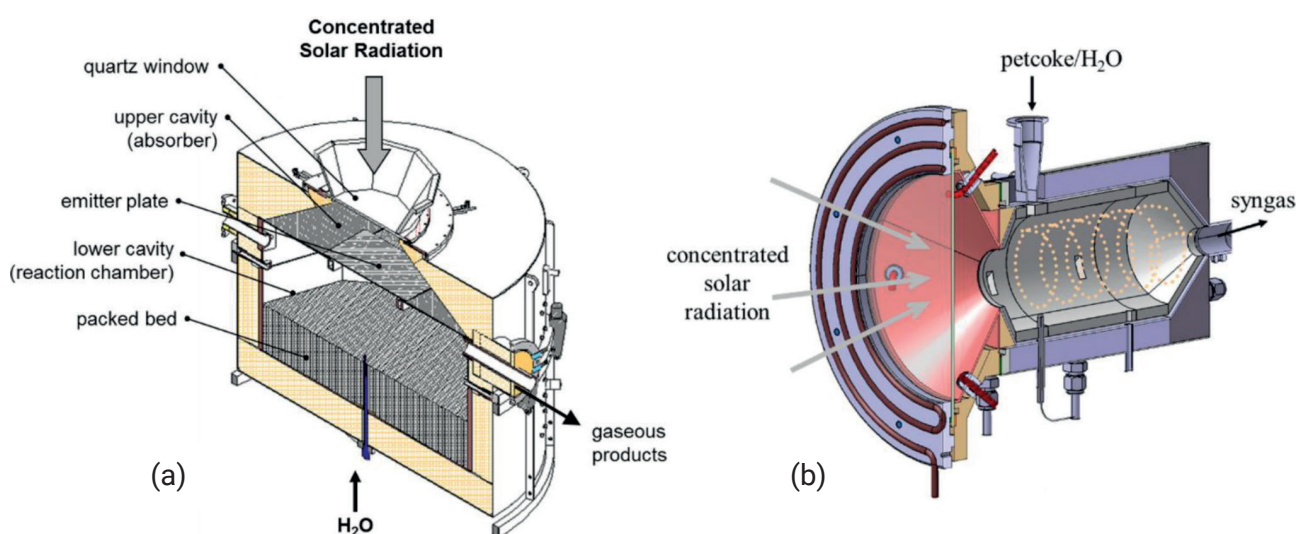 Concentrated
Solar Radiation
quartz window
upper cavity
(absorber)
emitter plate
lower cavity
(reaction chamber)
packed bed
gaseous
products
H₂O
(a)
petcoke/H₂O
concentrated
solar
radiation
syngas
(b)